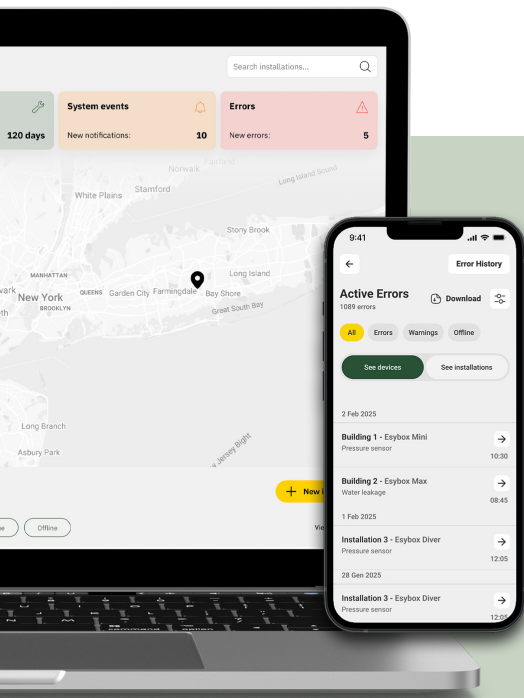 Search installations...
System events
Errors
120 days
New notifications:
10
New errors:
5
Fairfield
Norwalk
Long Island Sound
Stamford
White Plains
Stony Brook
MANHATTAN
Long Island
New York
QUEENS
Garden City
Farmingdale
Bay Shore
BROOKLYN
Great South Bay
Long Branch
Jersey Bight
Asbury Park
+ New
Offline
9:41
Error History
Active Errors
1089 errors
Download
All
Errors
Warnings
Offline
See devices
See installations
2 Feb 2025
Building 1 - Esybox Mini
Pressure sensor
10:30
Building 2 - Esybox Max
Water leakage
08:45
1 Feb 2025
Installation 3 - Esybox Diver
Pressure sensor
12:05
28 Gen 2025
Installation 3 - Esybox Diver
Pressure sensor
12:05
command
option